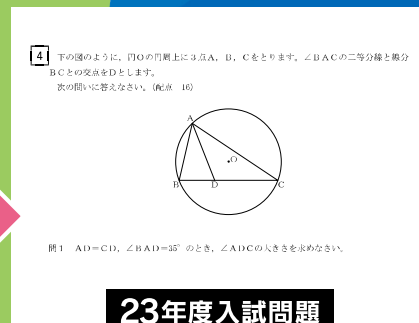 4 下の図のように，円Oの円周上に3点A，B，Cをとります。∠BACの二等分線と線分
BCとの交点をDとします。
次の問いに答えなさい。（配点 16）
A
O
B D C
問1 AD＝CD，∠BAD＝35°のとき，∠ADCの大きさを求めなさい。
23年度入試問題